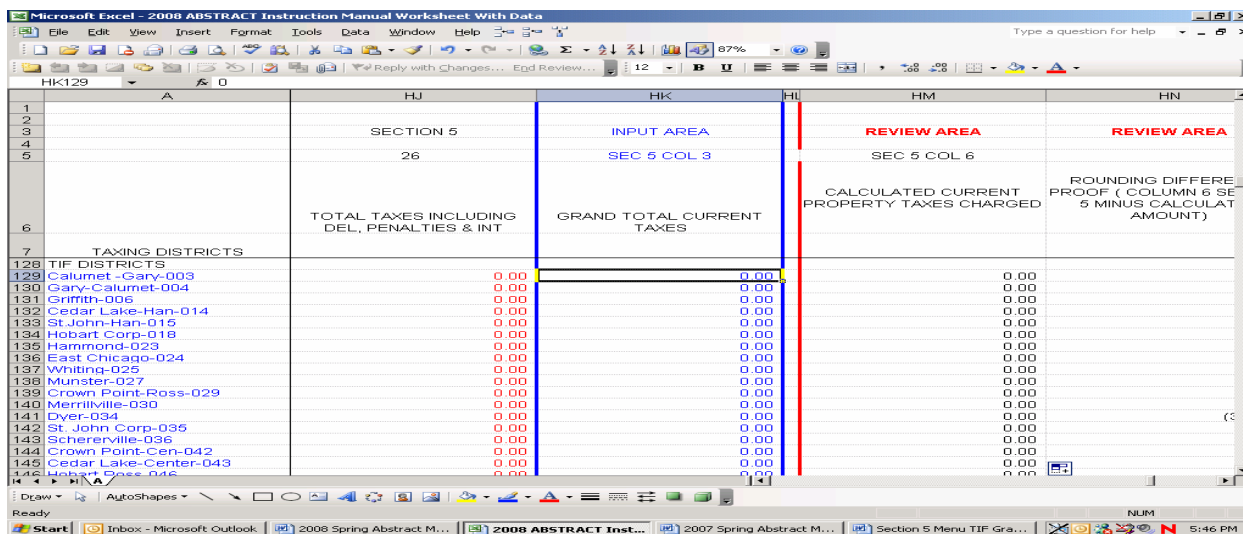 Microsoft Excel - 2008 ABSTRACT Instruction Manual Worksheet With Data
File Edit View Insert Format Tools Data Window Help Type a question for help
87%
Reply with Changes... End Review... 12 B U
HK129 fx 0
A HJ HK HL HM HN
1
2
3 SECTION 5 INPUT AREA REVIEW AREA REVIEW AREA
4
5 26 SEC 5 COL 3 SEC 5 COL 6
ROUNDING DIFFERE
CALCULATED CURRENT PROOF ( COLUMN 6 SE
PROPERTY TAXES CHARGED 5 MINUS CALCULAT
TOTAL TAXES INCLUDING GRAND TOTAL CURRENT AMOUNT)
6 DEL, PENALTIES & INT TAXES
7 TAXING DISTRICTS
128 TIF DISTRICTS
129 Calumet -Gary-003 0.00 0.00 0.00
130 Gary-Calumet-004 0.00 0.00 0.00
131 Griffith-006 0.00 0.00 0.00
132 Cedar Lake-Han-014 0.00 0.00 0.00
133 St.John-Han-015 0.00 0.00 0.00
134 Hobart Corp-018 0.00 0.00 0.00
135 Hammond-023 0.00 0.00 0.00
136 East Chicago-024 0.00 0.00 0.00
137 Whiting-025 0.00 0.00 0.00
138 Munster-027 0.00 0.00 0.00
139 Crown Point-Ross-029 0.00 0.00 0.00
140 Merrillville-030 0.00 0.00 0.00
141 Dyer-034 0.00 0.00 0.00 (3
142 St. John Corp-035 0.00 0.00 0.00
143 Schererville-036 0.00 0.00 0.00
144 Crown Point-Cen-042 0.00 0.00 0.00
145 Cedar Lake-Center-043 0.00 0.00 0.00
146 Hobart Ross-046 0.00 0.00 0.00
A
Draw AutoShapes
Ready NUM
Start Inbox - Microsoft Outlook 2008 Spring Abstract M... 2008 ABSTRACT Inst... 2007 Spring Abstract M... Section 5 Menu TIF Gra... 5:46 PM